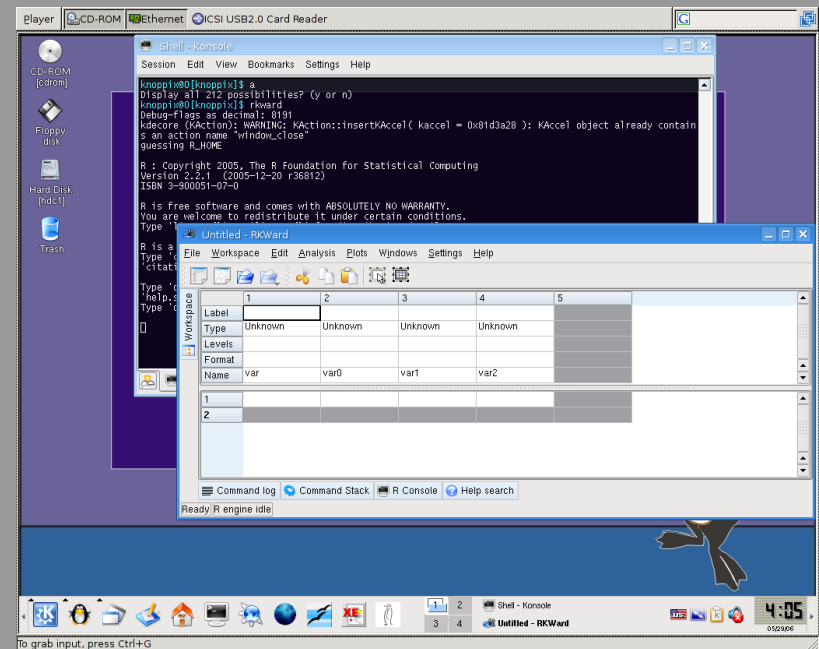 Player CD-ROM Ethernet ICSI USB2.0 Card Reader
CD-ROM
[cdrom]
Floppy
disk
Hard Disk
[hdc1]
Trash
Shell - Konsole
Session Edit View Bookmarks Settings Help
knoppix@0[knoppix]$ a
Display all 212 possibilities? (y or n)
knoppix@0[knoppix]$ rkward
Debug-flags as decimal: 8191
kdecore (KAction): WARNING: KAction::insertKAccel( kaccel = 0x81d3a28 ): KAccel object already contain
s an action name "window_close"
guessing R_HOME
R : Copyright 2005, The R Foundation for Statistical Computing
Version 2.2.1 (2005-12-20 r36812)
ISBN 3-900051-07-0
R is free software and comes with ABSOLUTELY NO WARRANTY.
You are welcome to redistribute it under certain conditions.
Type
R is a
Type
'citati
Type
'help.s
Type
Untitled - RKWard
File Workspace Edit Analysis Plots Windows Settings Help
Workspace
1 2 3 4 5
Label
Type Unknown Unknown Unknown Unknown
Levels
Format
Name var var0 var1 var2
1
2
Command log Command Stack R Console Help search
Ready R engine idle
1 2 Shell - Konsole
3 4 Untitled - RKWard
XE
4:05
05/29/06
To grab input, press Ctrl+G